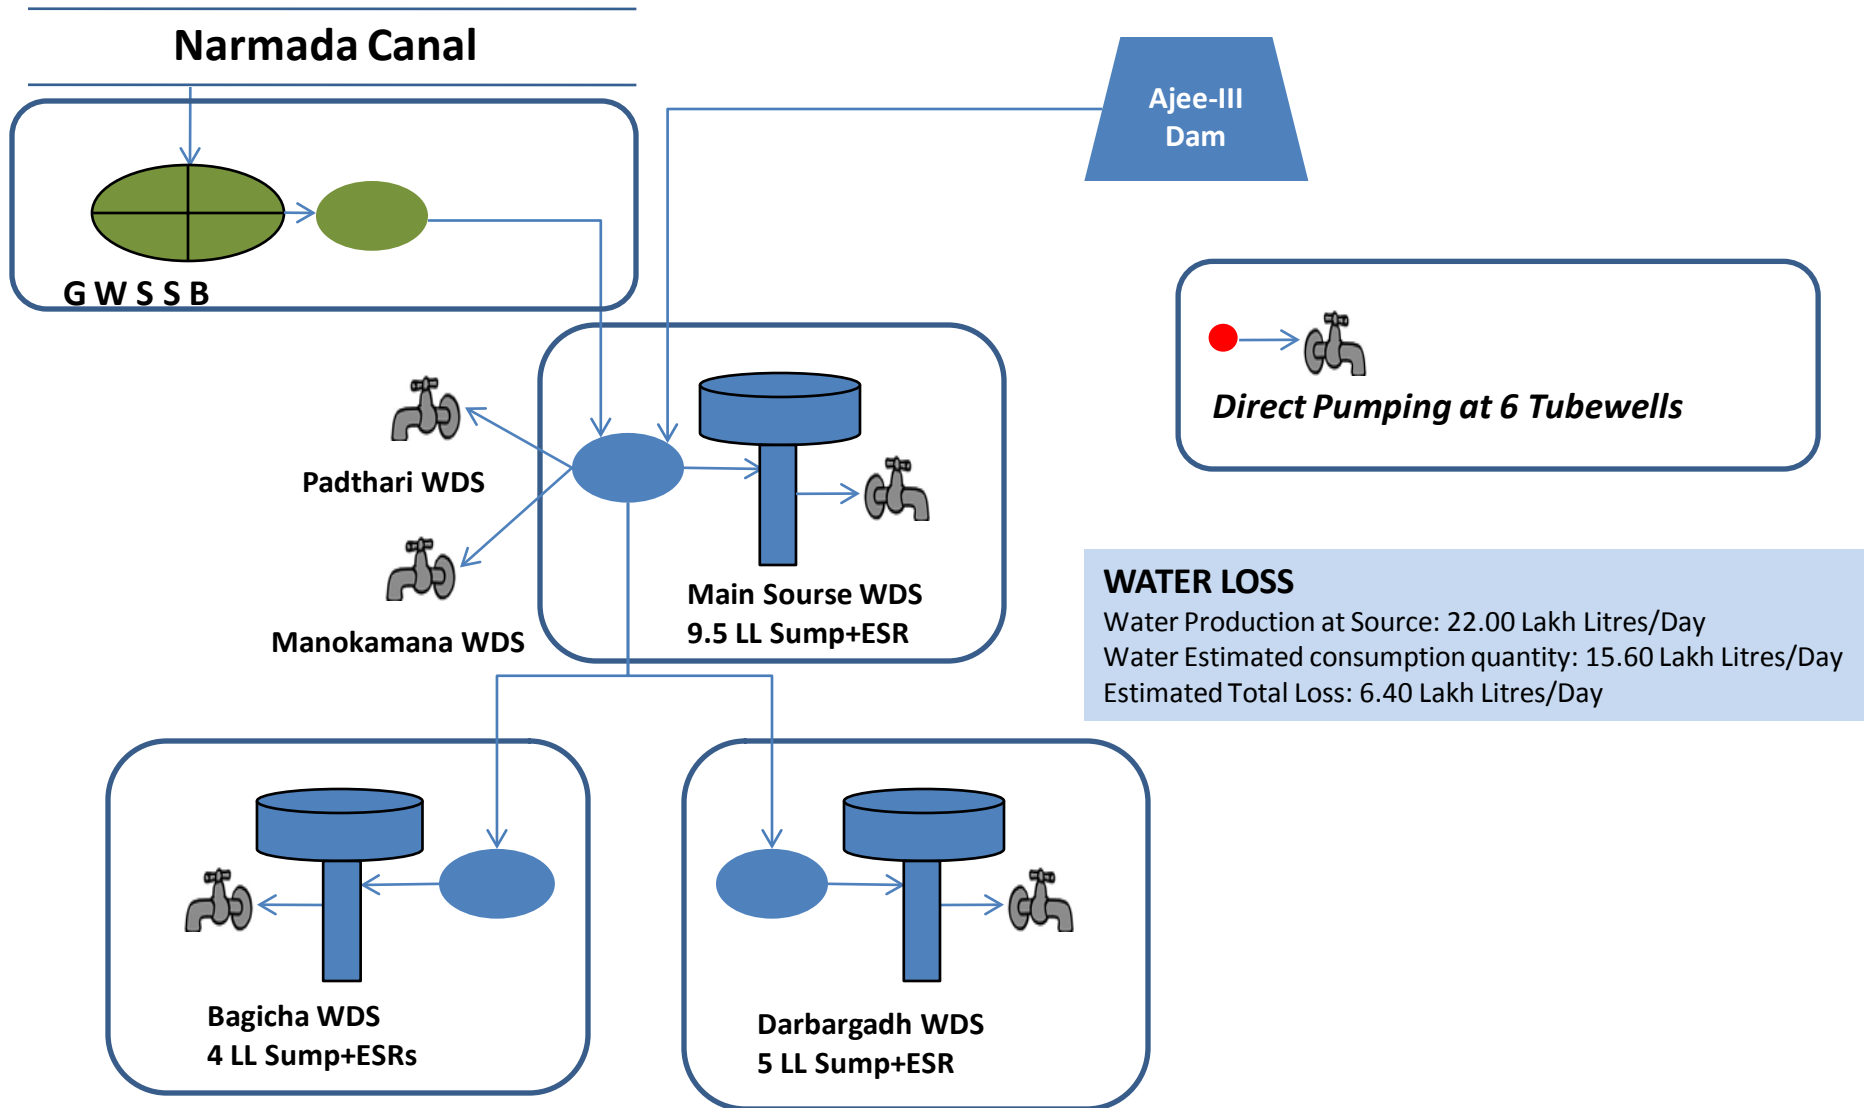 Narmada Canal
Ajee-III
Dam
G W S S B
Direct Pumping at 6 Tubewells
Padthari WDS
Manokamana WDS
Main Sourse WDS
9.5 LL Sump+ESR
WATER LOSS
Water Production at Source: 22.00 Lakh Litres/Day
Water Estimated consumption quantity: 15.60 Lakh Litres/Day
Estimated Total Loss: 6.40 Lakh Litres/Day
Bagicha WDS
4 LL Sump+ESRs
Darbargadh WDS
5 LL Sump+ESR